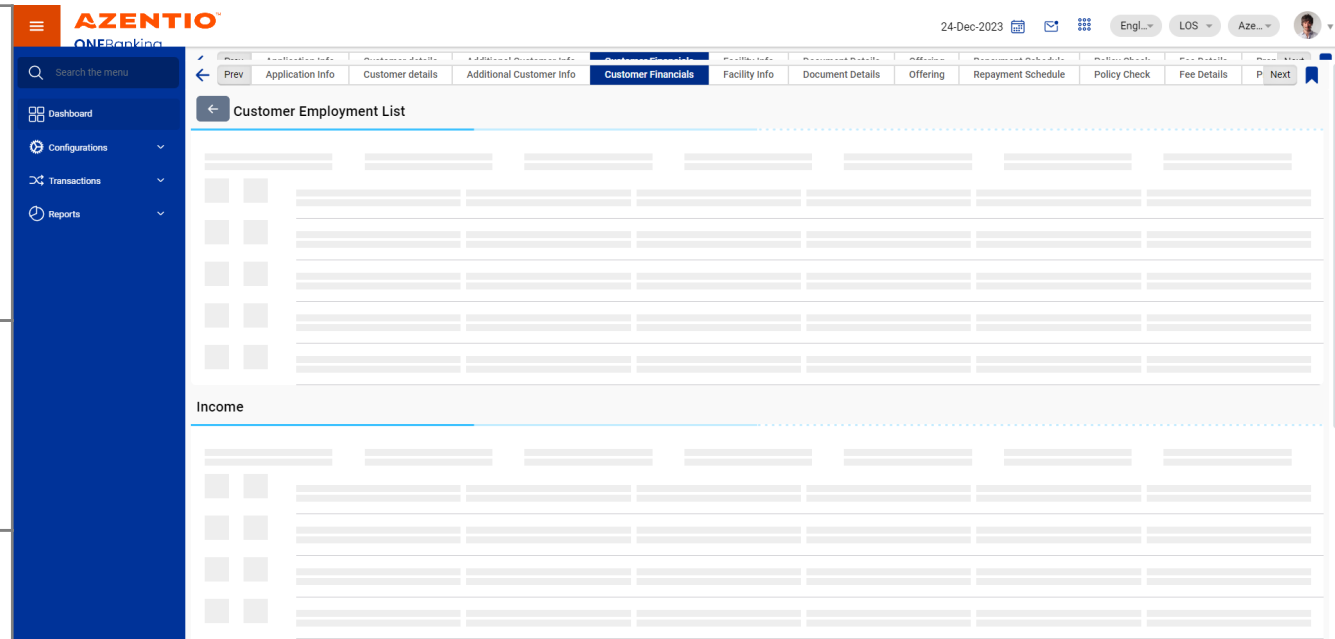 AZENTIO
ONEBanking
24-Dec-2023
Engl...
LOS
Aze...
Search the menu
Dashboard
Configurations
Transactions
Reports
Prev Application Info Customer details Additional Customer Info Customer Financials Facility Info Document Details Offering Repayment Schedule Policy Check Fee Details P Next
Customer Employment List
Income